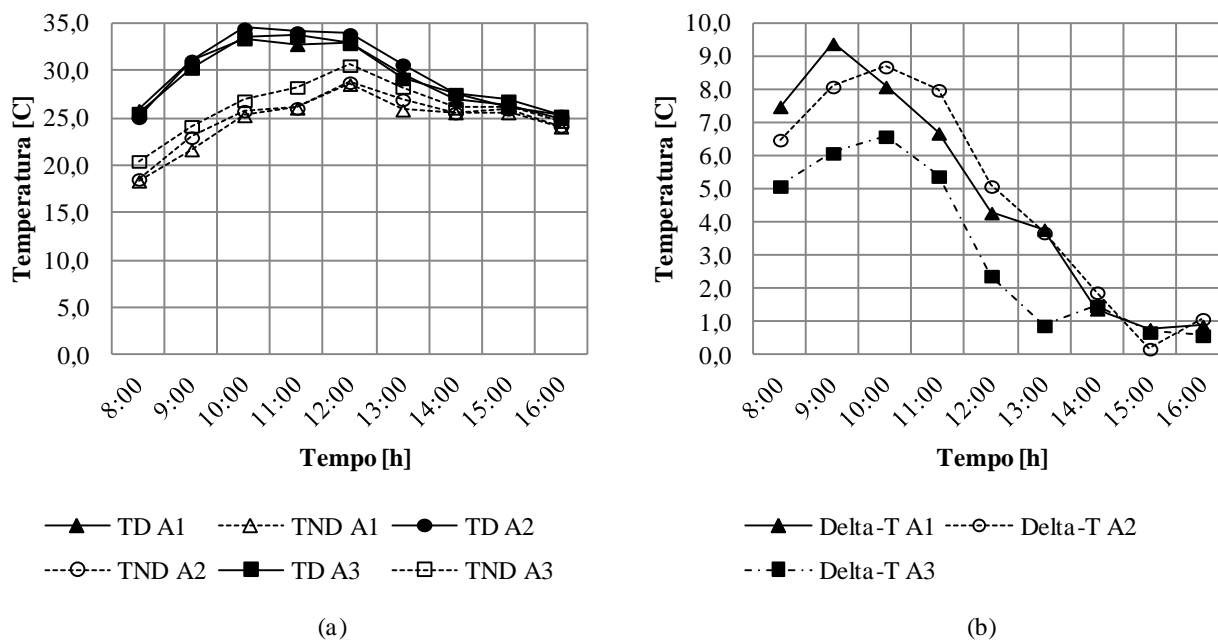 35,0
30,0
25,0
20,0
15,0
10,0
5,0
0,0
Temperatura [C]
8:00 9:00 10:00 11:00 12:00 13:00 14:00 15:00 16:00
Tempo [h]
TD A1 TND A1 TD A2
TND A2 TD A3 TND A3
(a)
10,0
9,0
8,0
7,0
6,0
5,0
4,0
3,0
2,0
1,0
0,0
Temperatura [C]
8:00 9:00 10:00 11:00 12:00 13:00 14:00 15:00 16:00
Tempo [h]
Delta-T A1 Delta-T A2
Delta-T A3
(b)